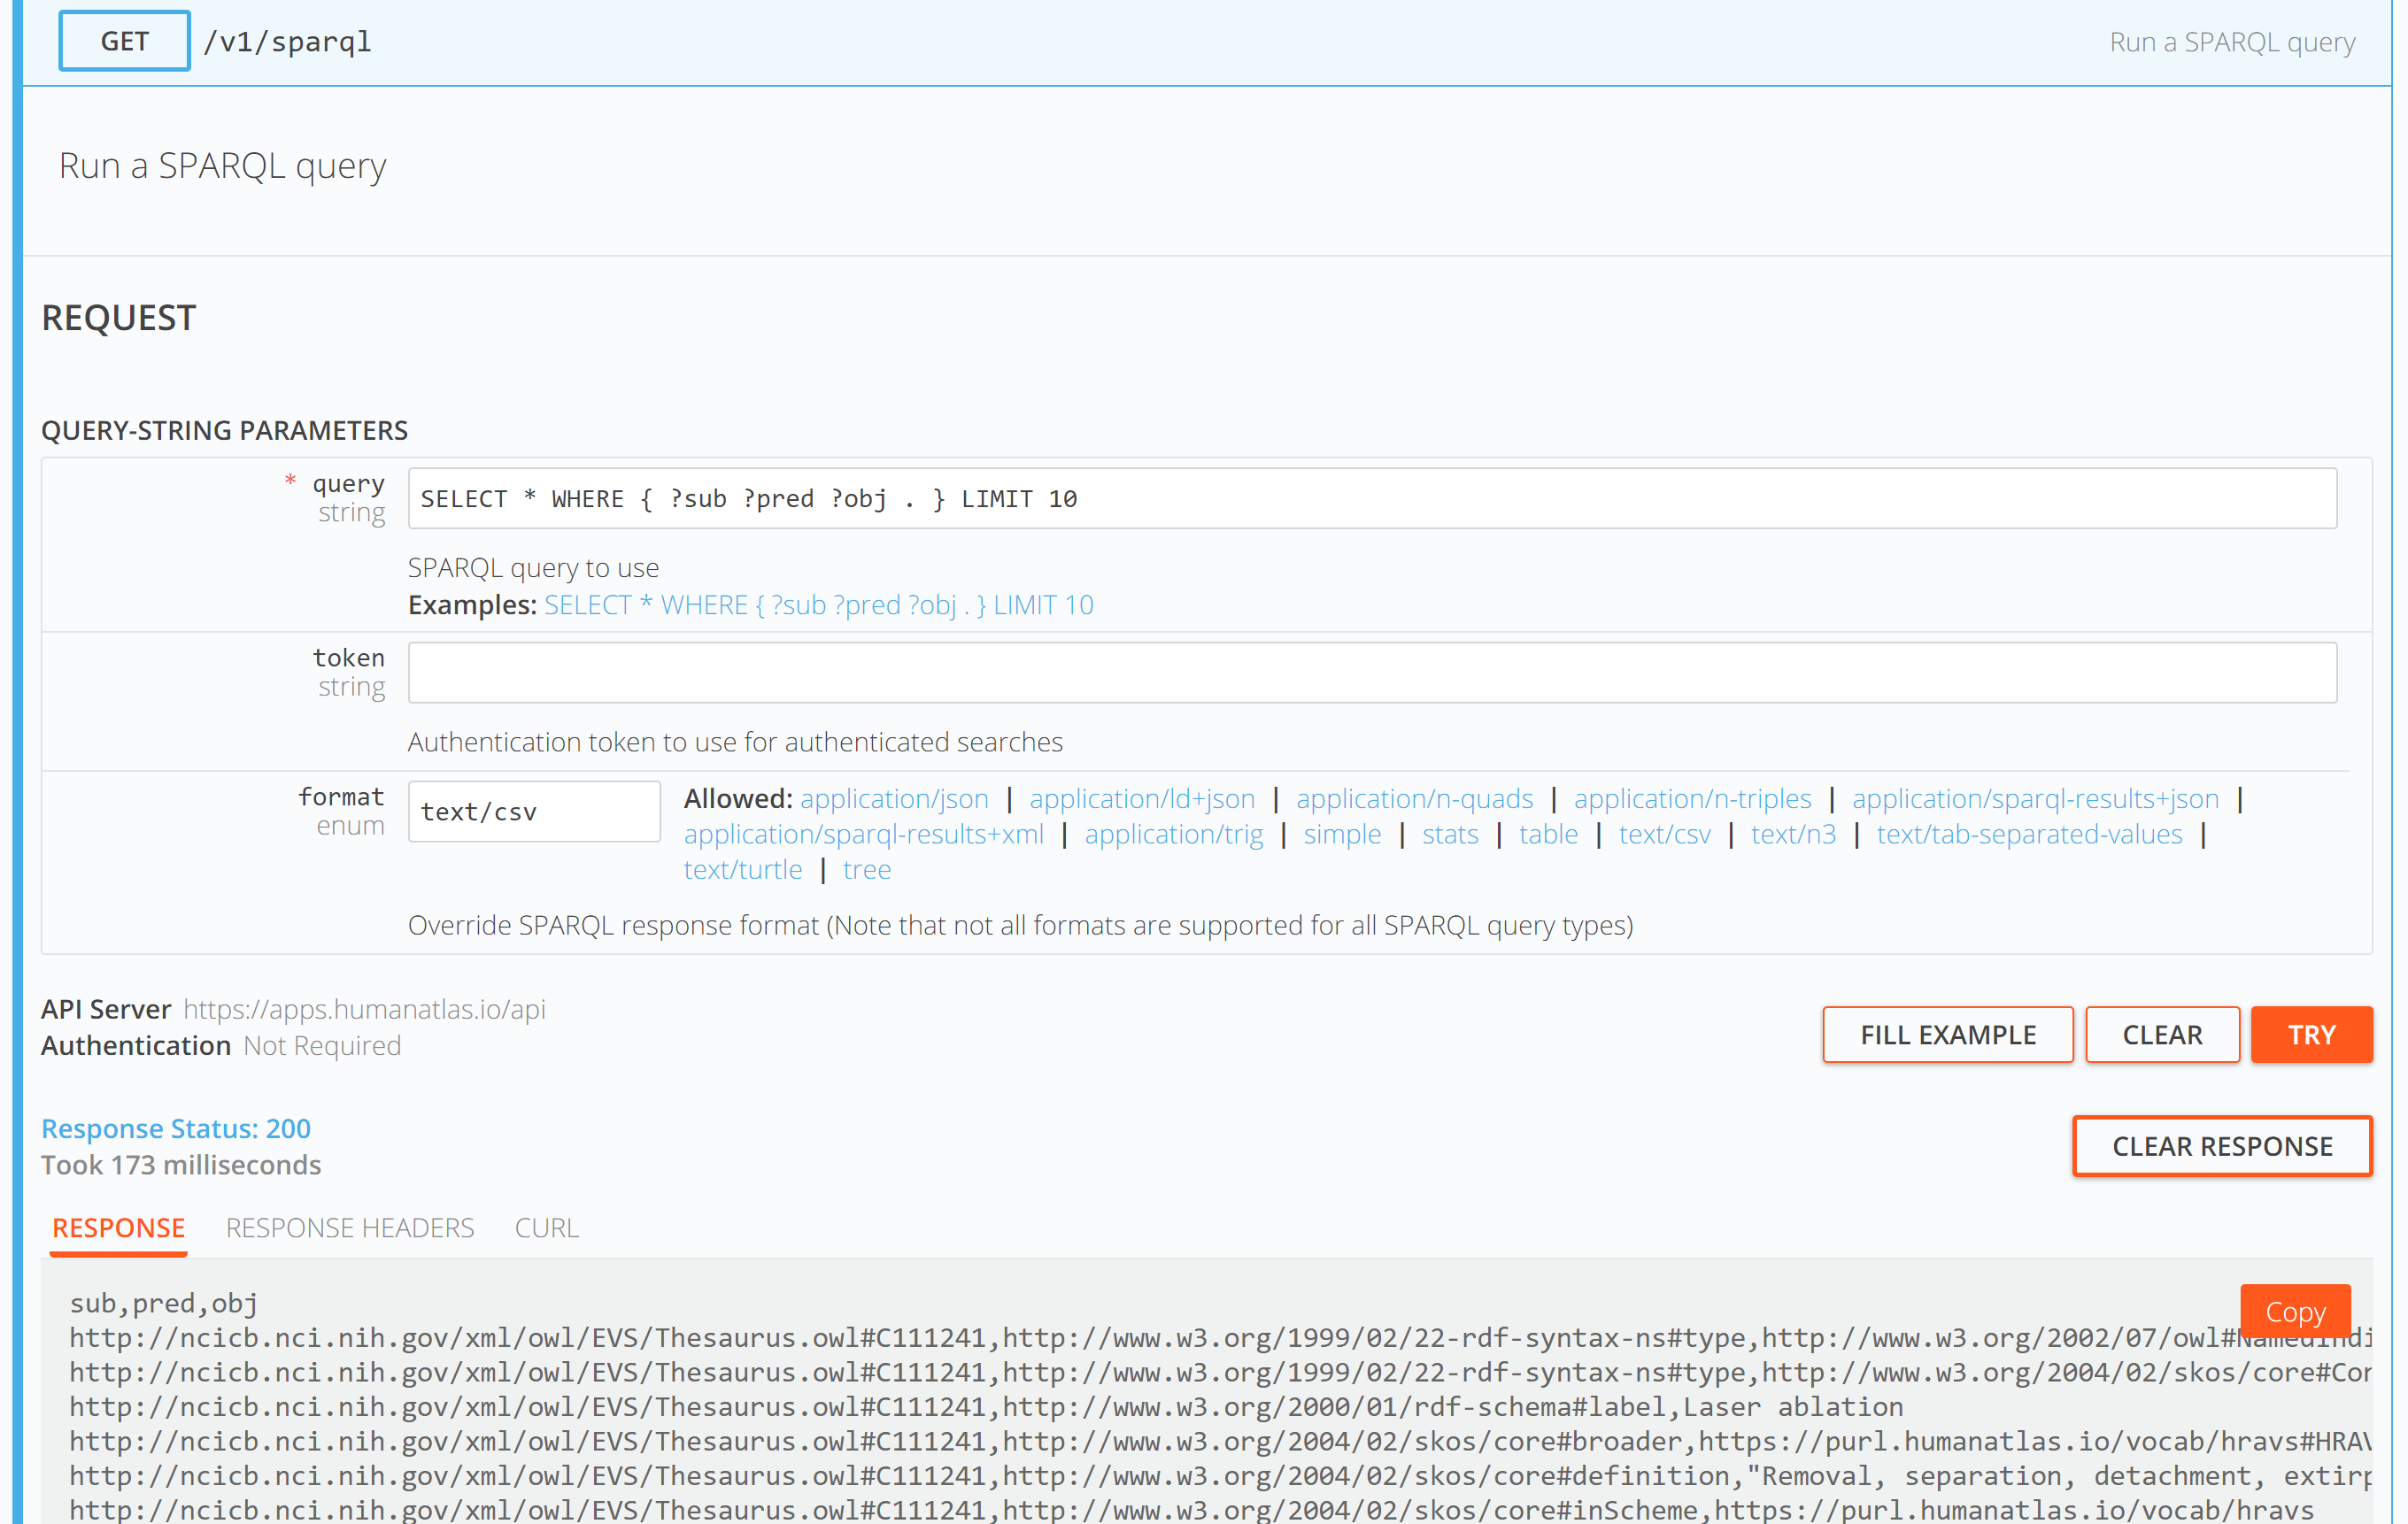 GET /v1/sparql Run a SPARQL query
Run a SPARQL query
REQUEST
QUERY-STRING PARAMETERS
* query SELECT * WHERE { ?sub ?pred ?obj . } LIMIT 10
string
SPARQL query to use
Examples: SELECT * WHERE { ?sub ?pred ?obj . } LIMIT 10
token
string
Authentication token to use for authenticated searches
format text/csv Allowed: application/json | application/ld+json | application/n-quads | application/n-triples | application/sparql-results+json |
enum application/sparql-results+xml | application/trig | simple | stats | table | text/csv | text/n3 | text/tab-separated-values |
text/turtle | tree
Override SPARQL response format (Note that not all formats are supported for all SPARQL query types)
API Server https://apps.humanatlas.io/api
Authentication Not Required
FILL EXAMPLE CLEAR TRY
Response Status: 200
Took 173 milliseconds
CLEAR RESPONSE
RESPONSE RESPONSE HEADERS CURL
sub,pred,obj
Copy
http://ncicb.nci.nih.gov/xml/owl/EVS/Thesaurus.owl#C111241,http://www.w3.org/1999/02/22-rdf-syntax-ns#type,http://www.w3.org/2002/07/owl#NamedIndi
http://ncicb.nci.nih.gov/xml/owl/EVS/Thesaurus.owl#C111241,http://www.w3.org/1999/02/22-rdf-syntax-ns#type,http://www.w3.org/2004/02/skos/core#Con
http://ncicb.nci.nih.gov/xml/owl/EVS/Thesaurus.owl#C111241,http://www.w3.org/2000/01/rdf-schema#label,Laser ablation
http://ncicb.nci.nih.gov/xml/owl/EVS/Thesaurus.owl#C111241,http://www.w3.org/2004/02/skos/core#broader,https://purl.humanatlas.io/vocab/hravs#HRAV
http://ncicb.nci.nih.gov/xml/owl/EVS/Thesaurus.owl#C111241,http://www.w3.org/2004/02/skos/core#definition,"Removal, separation, detachment, extirp
http://ncicb.nci.nih.gov/xml/owl/EVS/Thesaurus.owl#C111241,http://www.w3.org/2004/02/skos/core#inScheme,https://purl.humanatlas.io/vocab/hravs